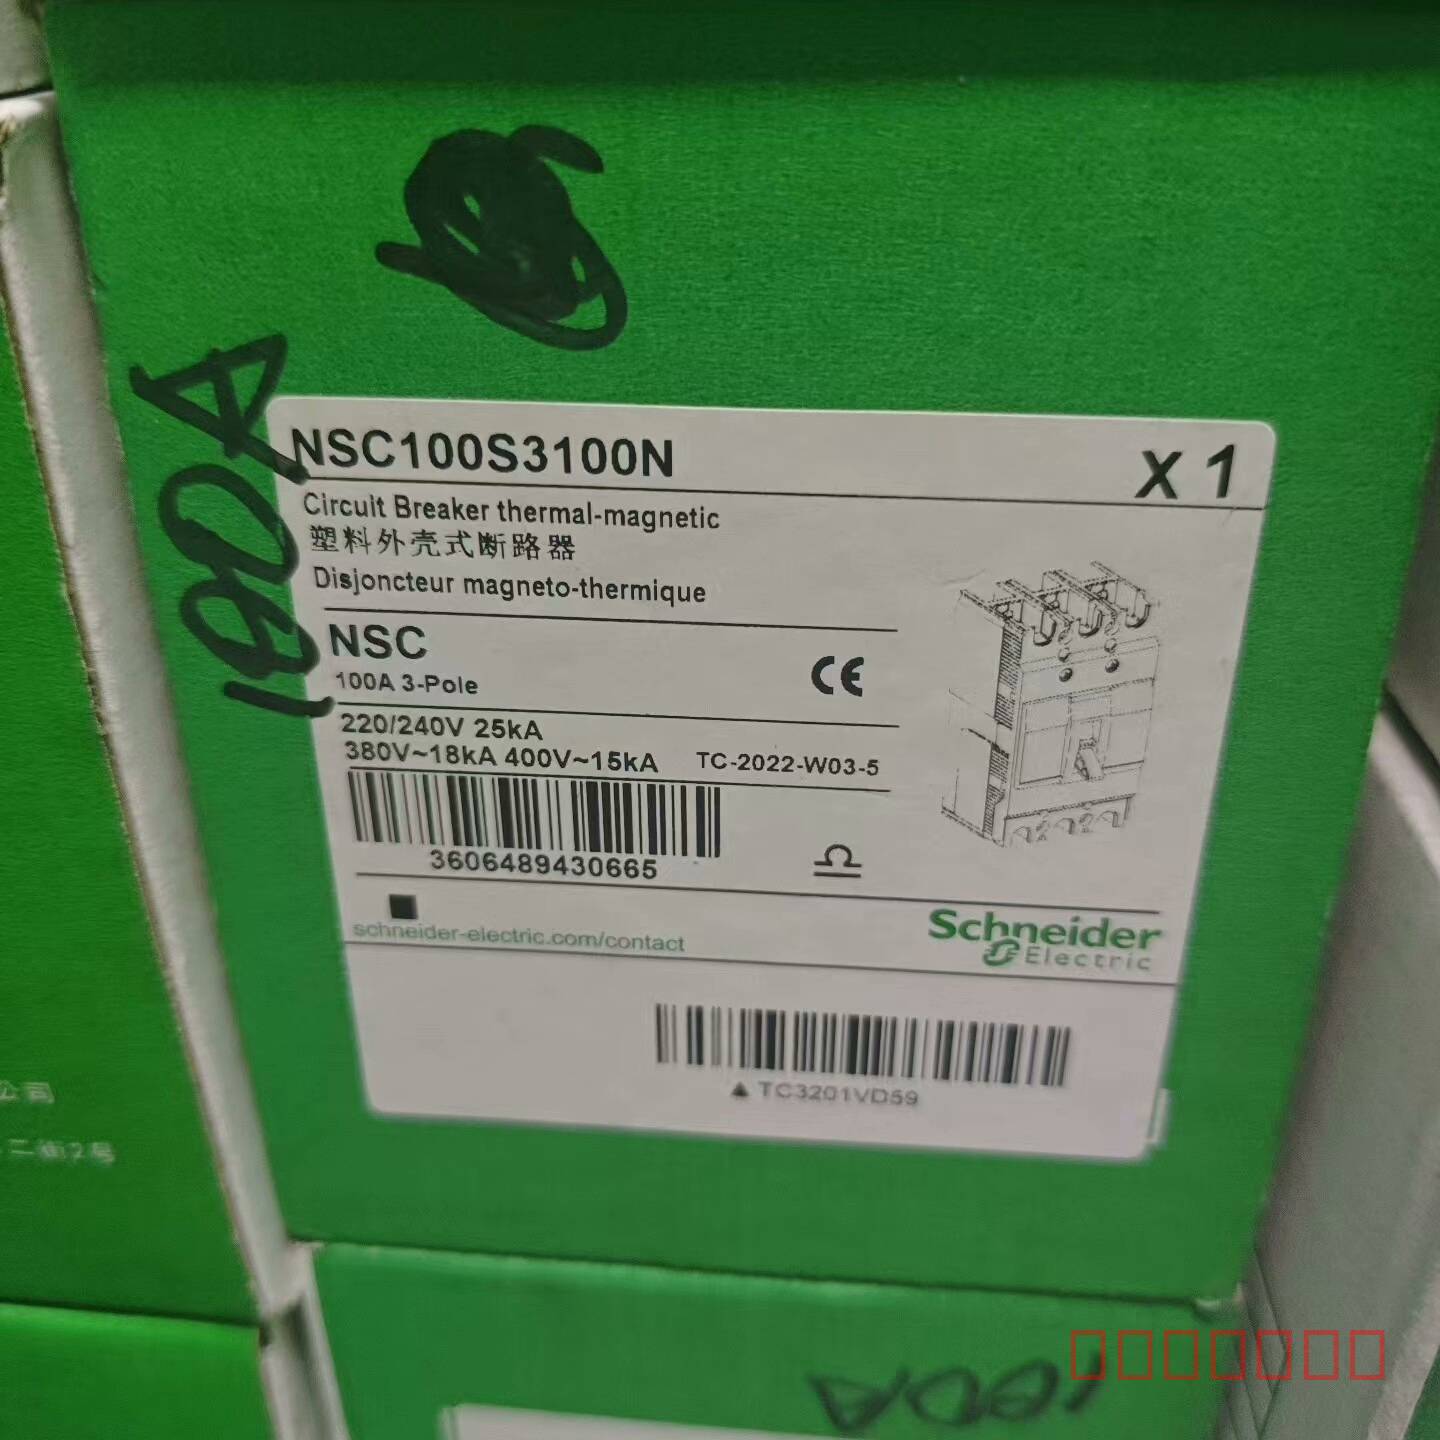 100A
NSC100S3100N
X 1
Circuit Breaker thermal-magnetic
塑料外壳式断路器
Disjoncteur magneto-thermique
NSC
100A 3-Pole
CE
220/240V 25kA
380V~18kA 400V~15kA
TC-2022-W03-5
3606489430665
schneider-electric.com/contact
Schneider
Electric
▲ TC3201VD59
公司
二街2号
100A